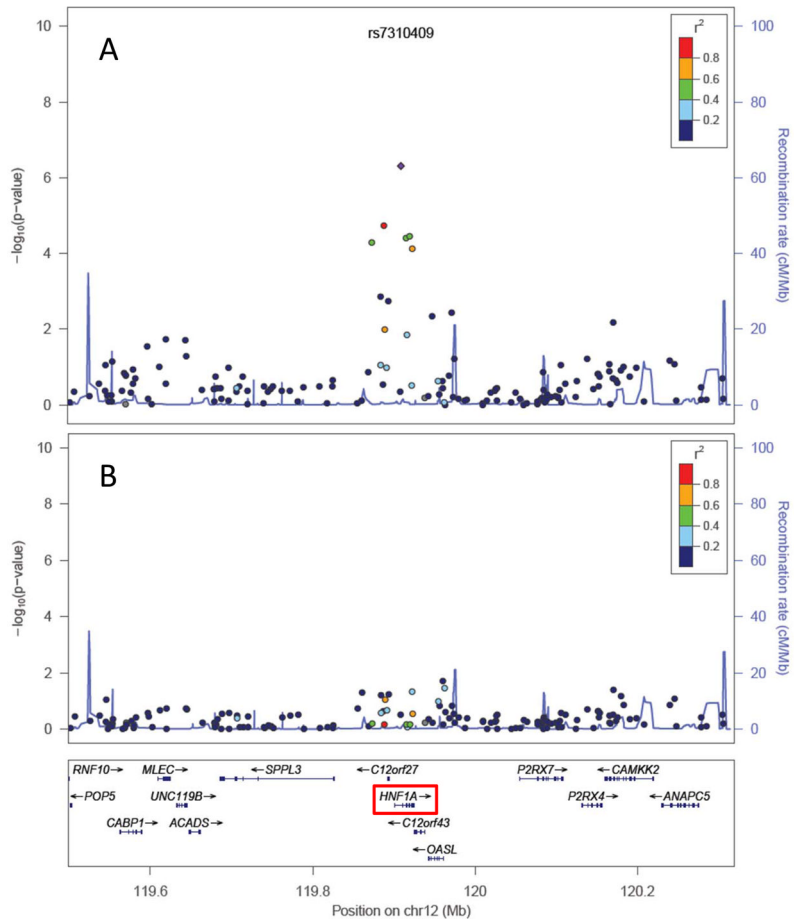 A
rs7310409
r²
0.8
0.6
0.4
0.2
10
8
6
4
2
0
−log₁₀(p-value)
100
80
60
40
20
0
Recombination rate (cM/Mb)
B
r²
0.8
0.6
0.4
0.2
10
8
6
4
2
0
−log₁₀(p-value)
100
80
60
40
20
0
Recombination rate (cM/Mb)
RNF10→ MLEC→ ←SPPL3 ←C12orf27 P2RX7→ ←CAMKK2
←POP5 UNC119B→ HNF1A→ P2RX4→ ←ANAPC5
CABP1→ ACADS→ ←C12orf43
←OASL
119.6 119.8 120 120.2
Position on chr12 (Mb)